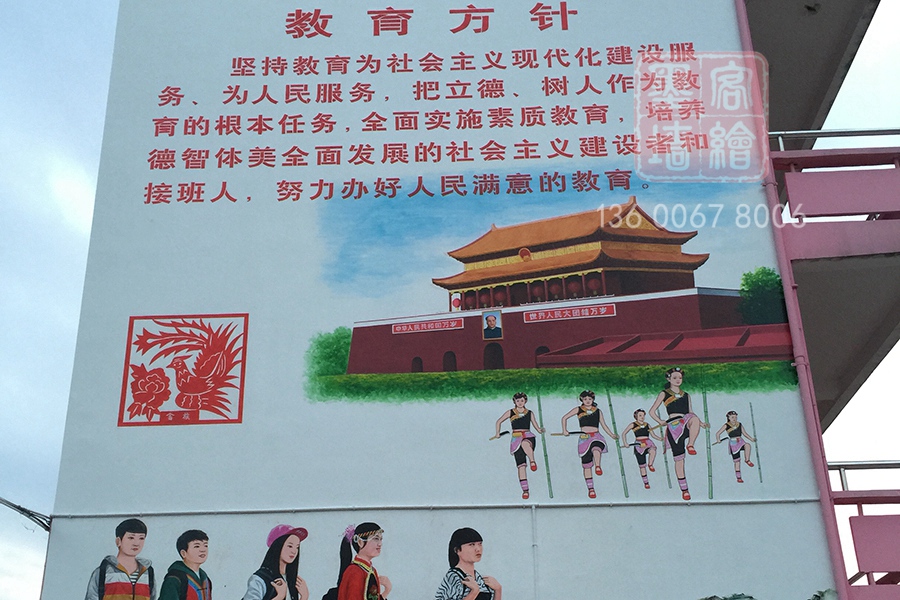 教育方针
坚持教育为社会主义现代化建设服
务、为人民服务，把立德、树人作为教
育的根本任务，全面实施素质教育，培养
德智体美全面发展的社会主义建设者和
接班人，努力办好人民满意的教育。
客繪
墙
136 0067 8006
中华人民共和国万岁
世界人民大团结万岁